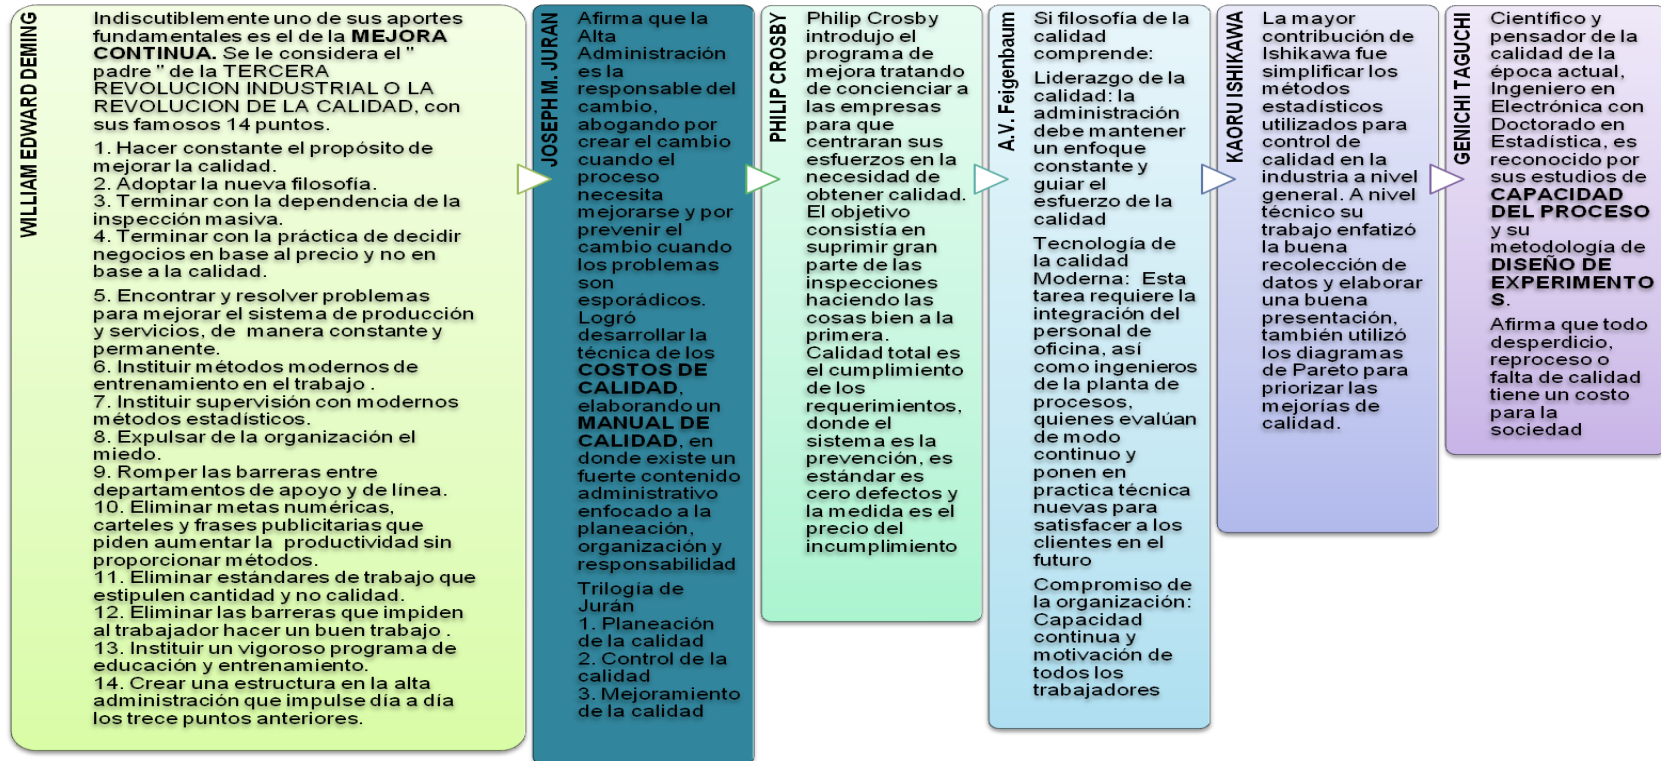 WILLIAM EDWARD DEMING
Indiscutiblemente uno de sus aportes
fundamentales es el de la MEJORA
CONTINUA. Se le considera el "
padre " de la TERCERA
REVOLUCION INDUSTRIAL O LA
REVOLUCION DE LA CALIDAD, con
sus famosos 14 puntos.
1. Hacer constante el propósito de
mejorar la calidad.
2. Adoptar la nueva filosofía.
3. Terminar con la dependencia de la
inspección masiva.
4. Terminar con la práctica de decidir
negocios en base al precio y no en
base a la calidad.
5. Encontrar y resolver problemas
para mejorar el sistema de producción
y servicios, de manera constante y
permanente.
6. Instituir métodos modernos de
entrenamiento en el trabajo .
7. Instituir supervisión con modernos
métodos estadísticos.
8. Expulsar de la organización el
miedo.
9. Romper las barreras entre
departamentos de apoyo y de línea.
10. Eliminar metas numéricas,
carteles y frases publicitarias que
piden aumentar la productividad sin
proporcionar métodos.
11. Eliminar estándares de trabajo que
estipulen cantidad y no calidad.
12. Eliminar las barreras que impiden
al trabajador hacer un buen trabajo .
13. Instituir un vigoroso programa de
educación y entrenamiento.
14. Crear una estructura en la alta
administración que impulse día a día
los trece puntos anteriores.
JOSEPH M. JURAN
Afirma que la
Alta
Administración
es la
responsable del
cambio,
abogando por
crear el cambio
cuando el
proceso
necesita
mejorarse y por
prevenir el
cambio cuando
los problemas
son
esporádicos.
Logró
desarrollar la
técnica de los
COSTOS DE
CALIDAD,
elaborando un
MANUAL DE
CALIDAD, en
donde existe un
fuerte contenido
administrativo
enfocado a la
planeación,
organización y
responsabilidad
Trilogía de
Jurán
1. Planeación
de la calidad
2. Control de la
calidad
3. Mejoramiento
de la calidad
PHILIP CROSBY
Philip Crosby
introdujo el
programa de
mejora tratando
de concienciar a
las empresas
para que
centraran sus
esfuerzos en la
necesidad de
obtener calidad.
El objetivo
consistía en
suprimir gran
parte de las
inspecciones
haciendo las
cosas bien a la
primera.
Calidad total es
el cumplimiento
de los
requerimientos,
donde el
sistema es la
prevención, es
estándar es
cero defectos y
la medida es el
precio del
incumplimiento
A.V. Feigenbaum
Si filosofía de la
calidad
comprende:
Liderazgo de la
calidad: la
administración
debe mantener
un enfoque
constante y
guiar el
esfuerzo de la
calidad
Tecnología de
la calidad
Moderna: Esta
tarea requiere la
integración del
personal de
oficina, así
como ingenieros
de la planta de
procesos,
quienes evalúan
de modo
continuo y
ponen en
practica técnica
nuevas para
satisfacer a los
clientes en el
futuro
Compromiso de
la organización:
Capacidad
continua y
motivación de
todos los
trabajadores
KAORU ISHIKAWA
La mayor
contribución de
Ishikawa fue
simplificar los
métodos
estadísticos
utilizados para
control de
calidad en la
industria a nivel
general. A nivel
técnico su
trabajo enfatizó
la buena
recolección de
datos y elaborar
una buena
presentación,
también utilizó
los diagramas
de Pareto para
priorizar las
mejorías de
calidad.
GENICHI TAGUCHI
Científico y
pensador de la
calidad de la
época actual,
Ingeniero en
Electrónica con
Doctorado en
Estadística, es
reconocido por
sus estudios de
CAPACIDAD
DEL PROCESO
y su
metodología de
DISEÑO DE
EXPERIMENTO
S.
Afirma que todo
desperdicio,
reproceso o
falta de calidad
tiene un costo
para la
sociedad